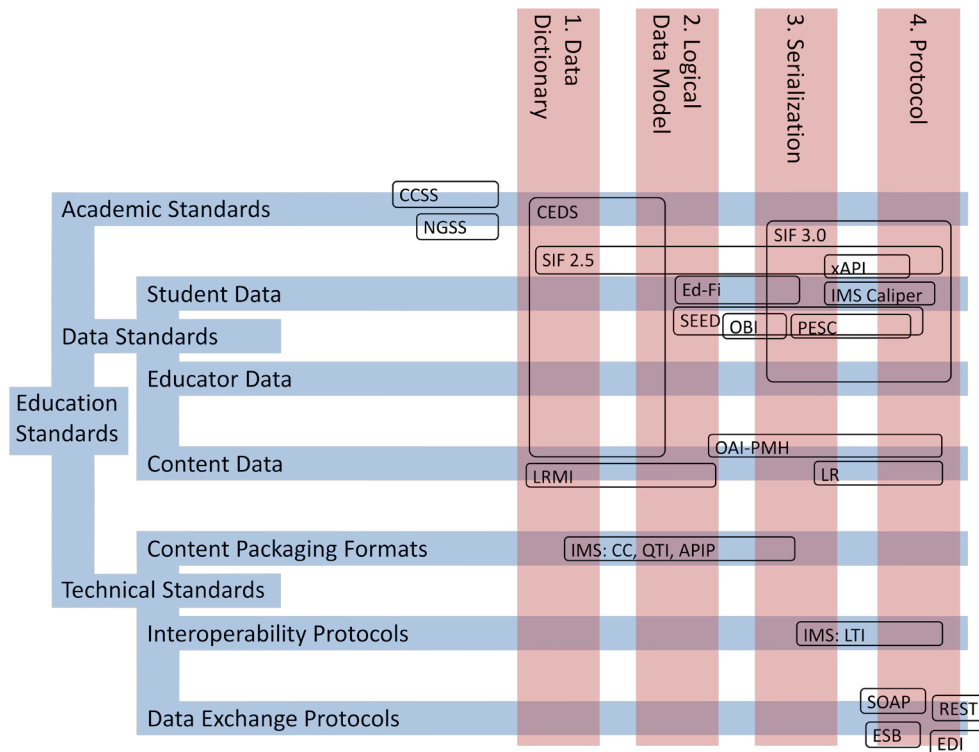 1. Data
Dictionary
2. Logical
Data Model
3. Serialization
4. Protocol
CCSS
Academic Standards
CEDS
NGSS
SIF 3.0
SIF 2.5
xAPI
Student Data
Ed-Fi
IMS Caliper
SEED
OBI
PESC
Data Standards
Educator Data
Education
Standards
OAI-PMH
Content Data
LRMI
LR
Content Packaging Formats
IMS: CC, QTI, APIP
Technical Standards
Interoperability Protocols
IMS: LTI
SOAP
REST
Data Exchange Protocols
ESB
EDI